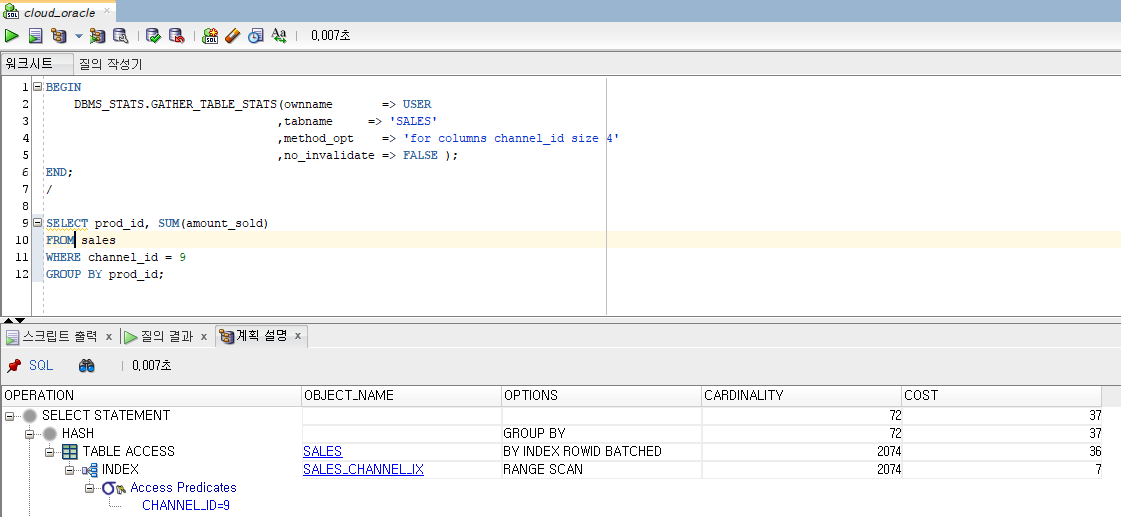 cloud_oracle ×
0.007초
워크시트 질의 작성기
1 BEGIN
2 DBMS_STATS.GATHER_TABLE_STATS(ownname => USER
3 ,tabname => 'SALES'
4 ,method_opt => 'for columns channel_id size 4'
5 ,no_invalidate => FALSE );
6 END;
7 /
8
9 SELECT prod_id, SUM(amount_sold)
10 FROM sales
11 WHERE channel_id = 9
12 GROUP BY prod_id;
스크립트 출력 × 질의 결과 × 계획 설명 ×
SQL 0.007초
OPERATION OBJECT_NAME OPTIONS CARDINALITY COST
SELECT STATEMENT 72 37
HASH GROUP BY 72 37
TABLE ACCESS SALES BY INDEX ROWID BATCHED 2074 36
INDEX SALES_CHANNEL_IX RANGE SCAN 2074 7
Access Predicates
CHANNEL_ID=9